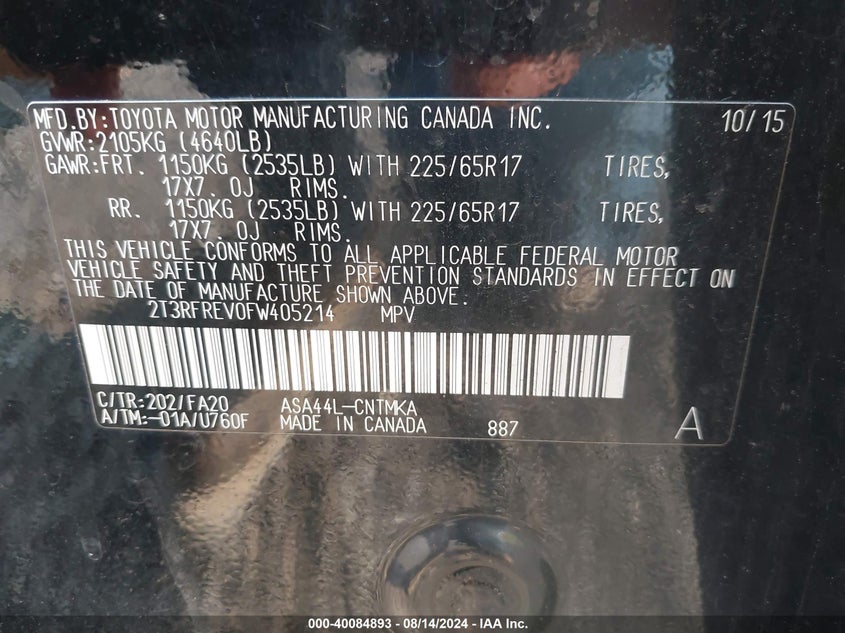 MFD.BY:TOYOTA MOTOR MANUFACTURING CANADA INC. 10/15
GVWR:2105KG (4640LB)
GAWR:FRT. 1150KG (2535LB) WITH 225/65R17 TIRES,
17X7.0J RIMS.
RR. 1150KG (2535LB) WITH 225/65R17 TIRES,
17X7.0J RIMS.
THIS VEHICLE CONFORMS TO ALL APPLICABLE FEDERAL MOTOR
VEHICLE SAFETY AND THEFT PREVENTION STANDARDS IN EFFECT ON
THE DATE OF MANUFACTURE SHOWN ABOVE.
2T3RFREV0FW405214 MPV
C/TR:202/FA20 ASA44L-CNTMKA
A/TM:-01A/U760F MADE IN CANADA 887 A
000-40084893 - 08/14/2024 - IAA Inc.